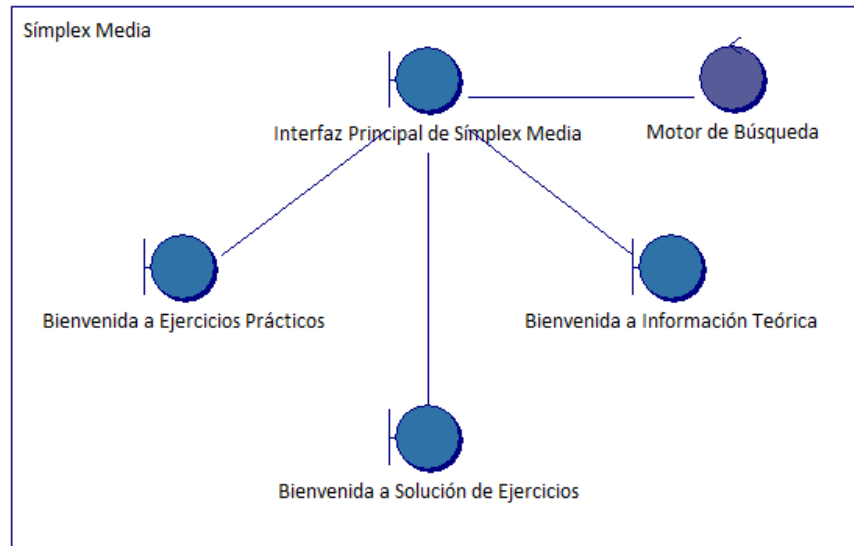 Símplex Media
Interfaz Principal de Símplex Media
Motor de Búsqueda
Bienvenida a Ejercicios Prácticos
Bienvenida a Información Teórica
Bienvenida a Solución de Ejercicios